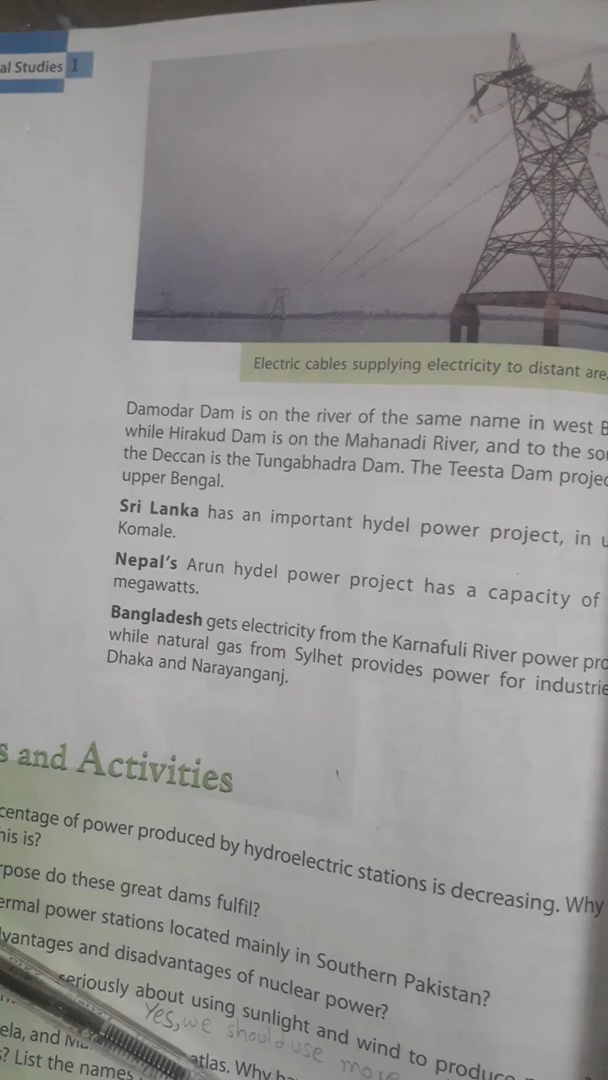 al Studies 1
Electric cables supplying electricity to distant are
Damodar Dam is on the river of the same name in west B
while Hirakud Dam is on the Mahanadi River, and to the so
the Deccan is the Tungabhadra Dam. The Teesta Dam projec
upper Bengal.
Sri Lanka has an important hydel power project, in u
Komale.
Nepal's Arun hydel power project has a capacity of
megawatts.
Bangladesh gets electricity from the Karnafuli River power pro
while natural gas from Sylhet provides power for industrie
Dhaka and Narayanganj.
s and Activities
centage of power produced by hydroelectric stations is decreasing. Why
his is?
rpose do these great dams fulfil?
ermal power stations located mainly in Southern Pakistan?
vantages and disadvantages of nuclear power?
seriously about using sunlight and wind to produce
Yes, we should use more
ela, and
atlas. Why
? List the names